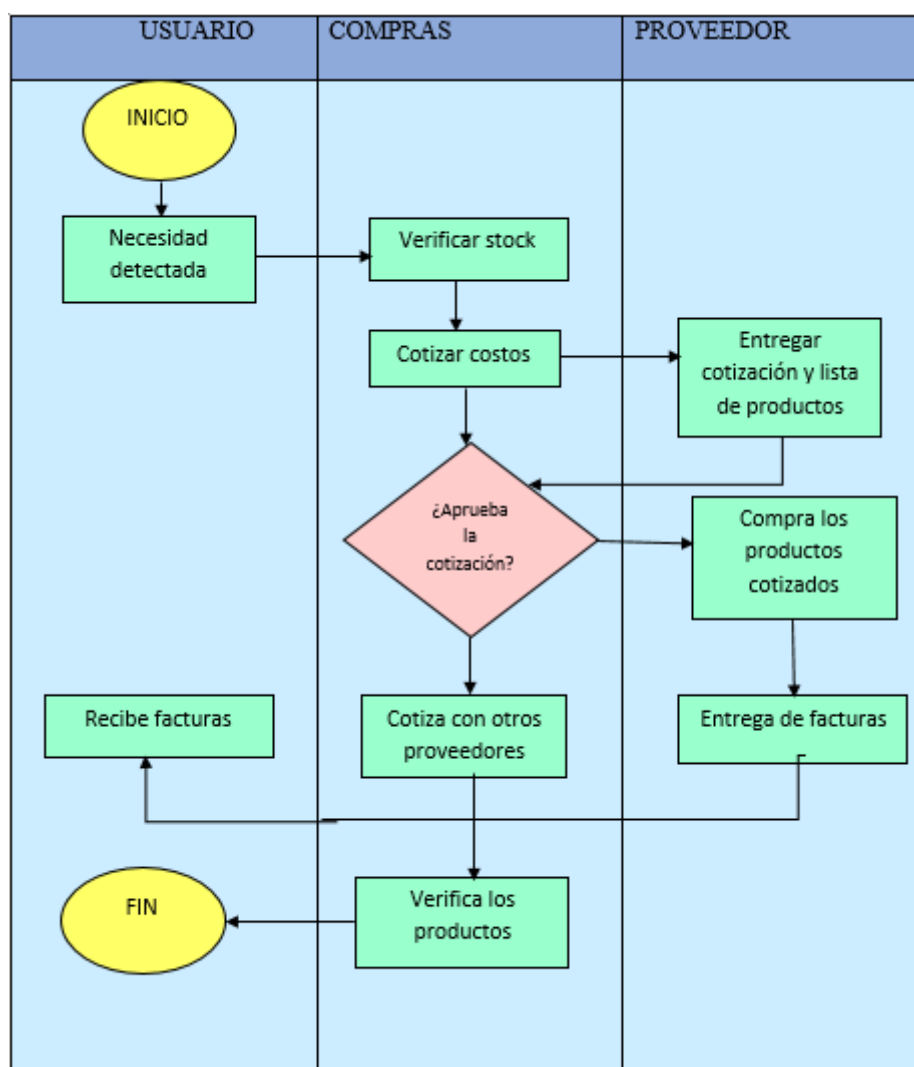 USUARIO
COMPRAS
PROVEEDOR
INICIO
Necesidad
detectada
Verificar stock
Cotizar costos
Entregar
cotización y lista
de productos
¿Aprueba
la
cotización?
Compra los
productos
cotizados
Recibe facturas
Cotiza con otros
proveedores
Entrega de facturas
FIN
Verifica los
productos